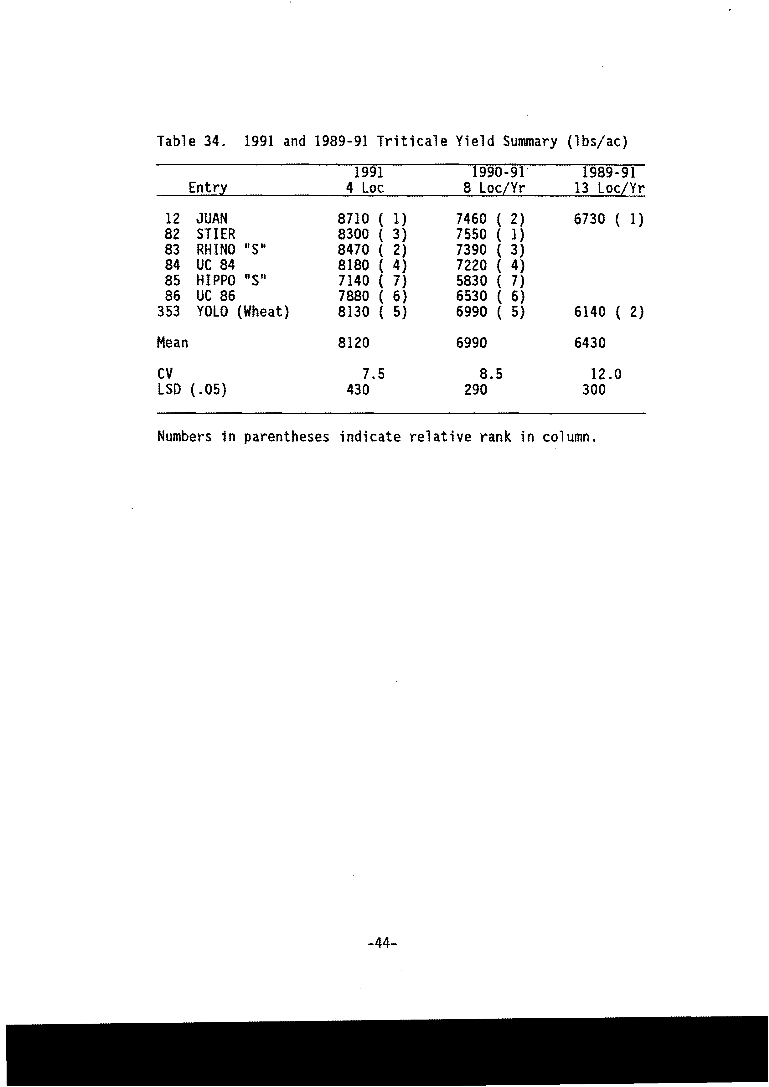 Table 34. 1991 and 1989-91 Triticale Yield Summary (lbs/ac)
1991 1990-91 1989-91
Entry 4 Loc 8 Loc/Yr 13 Loc/Yr
12 JUAN 8710 ( 1) 7460 ( 2) 6730 ( 1)
82 STIER 8300 ( 3) 7550 ( 1)
83 RHINO "S" 8470 ( 2) 7390 ( 3)
84 UC 84 8180 ( 4) 7220 ( 4)
85 HIPPO "S" 7140 ( 7) 5830 ( 7)
86 UC 86 7880 ( 6) 6530 ( 6)
353 YOLO (Wheat) 8130 ( 5) 6990 ( 5) 6140 ( 2)
Mean 8120 6990 6430
CV 7.5 8.5 12.0
LSD (.05) 430 290 300
Numbers in parentheses indicate relative rank in column.
-44-